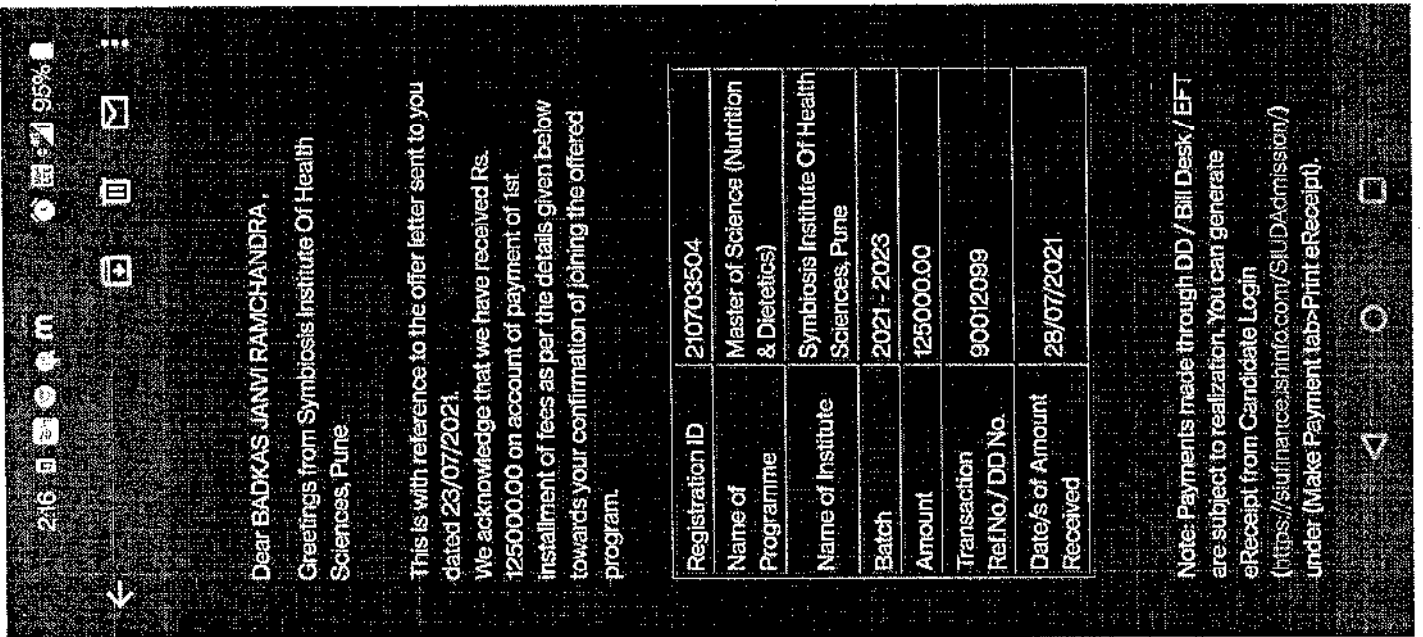 2:16
95%
Dear BADKAS JANVI RAMCHANDRA ,
Greetings from Symbiosis Institute Of Health
Sciences, Pune
This is with reference to the offer letter sent to you
dated 23/07/2021.
We acknowledge that we have received Rs.
125000.00 on account of payment of 1st
installment of fees as per the details given below
towards your confirmation of joining the offered
program.
Registration ID 210703504
Name of Programme Master of Science (Nutrition
& Dietetics)
Name of Institute Symbiosis Institute Of Health
Sciences, Pune
Batch 2021 - 2023
Amount 125000.00
Transaction
Ref.No./ DD No. 90012099
Date/s of Amount
Received 28/07/2021
Note: Payments made through DD / Bill Desk / EFT
are subject to realization. You can generate
eReceipt from Candidate Login
(https://siufinance.shinfo.com/SIUDAdmission/)
under (Make Payment tab>Print eReceipt).